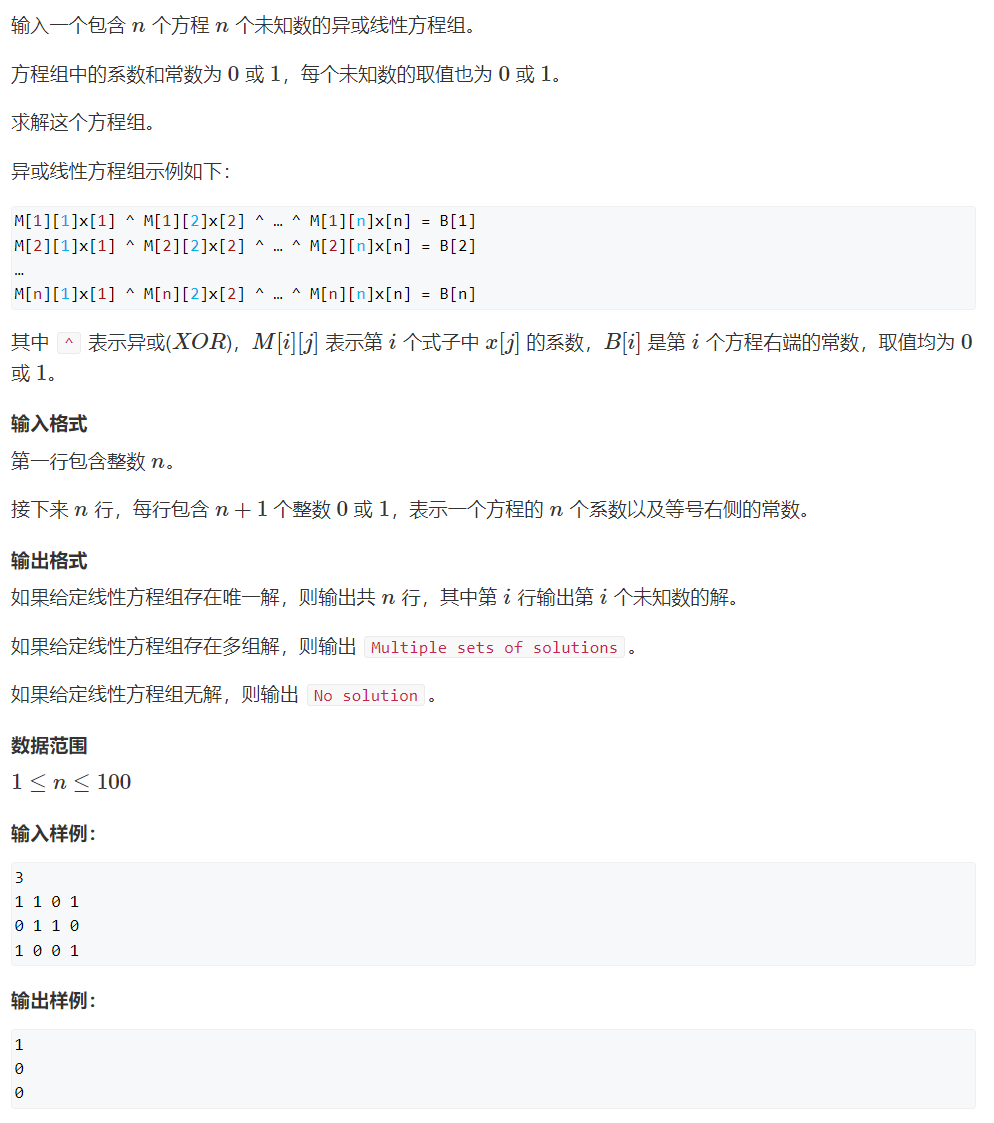 输入一个包含 n 个方程 n 个未知数的异或线性方程组。
方程组中的系数和常数为 0 或 1，每个未知数的取值也为 0 或 1。
求解这个方程组。
异或线性方程组示例如下：
M[1][1]x[1] ^ M[1][2]x[2] ^ … ^ M[1][n]x[n] = B[1]
M[2][1]x[1] ^ M[2][2]x[2] ^ … ^ M[2][n]x[n] = B[2]
…
M[n][1]x[1] ^ M[n][2]x[2] ^ … ^ M[n][n]x[n] = B[n]
其中 ^ 表示异或(XOR)，M[i][j] 表示第 i 个式子中 x[j] 的系数，B[i] 是第 i 个方程右端的常数，取值均为 0
或 1。
输入格式
第一行包含整数 n。
接下来 n 行，每行包含 n + 1 个整数 0 或 1，表示一个方程的 n 个系数以及等号右侧的常数。
输出格式
如果给定线性方程组存在唯一解，则输出共 n 行，其中第 i 行输出第 i 个未知数的解。
如果给定线性方程组存在多组解，则输出 Multiple sets of solutions。
如果给定线性方程组无解，则输出 No solution。
数据范围
1 ≤ n ≤ 100
输入样例：
3
1 1 0 1
0 1 1 0
1 0 0 1
输出样例：
1
0
0